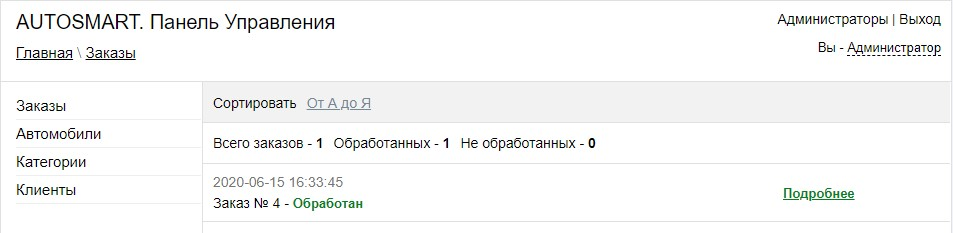 AUTOSMART. Панель Управления
Администраторы | Выход
Главная \ Заказы
Вы - Администратор
Заказы
Автомобили
Категории
Клиенты
Сортировать От А до Я
Всего заказов - 1 Обработанных - 1 Не обработанных - 0
2020-06-15 16:33:45
Заказ № 4 - Обработан
Подробнее